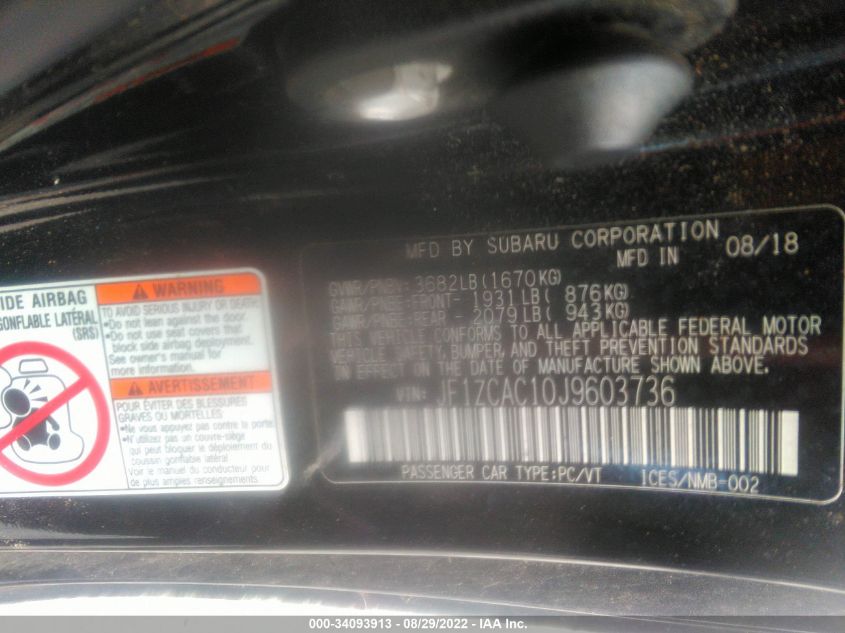 WARNING
IDE AIRBAG
GONFLABLE LATÉRAL
(SRS)
TO AVOID SERIOUS INJURY OR DEATH:
•Do not lean against the door.
•Do not use seat covers that
block side airbag deployment.
See owner's manual for
more information.
AVERTISSEMENT
POUR ÉVITER DES BLESSURES
GRAVES OU MORTELLES:
•Ne vous appuyez pas contre la porte.
•N'utilisez pas un couvre-siège
qui peut bloquer le déploiement du
coussin gonflable latéral.
Voir le manuel du conducteur pour
de plus amples renseignements.
MFD BY SUBARU CORPORATION 08/18
MFD IN
GVWR/PNBV- 3682LB(1670KG)
GAWR/PNBE-FRONT- 1931LB( 876KG)
GAWR/PNBE-REAR- 2079LB( 943KG)
THIS VEHICLE CONFORMS TO ALL APPLICABLE FEDERAL MOTOR
VEHICLE SAFETY, BUMPER, AND THEFT PREVENTION STANDARDS
IN EFFECT ON THE DATE OF MANUFACTURE SHOWN ABOVE.
VIN: JF1ZCAC10J9603736
PASSENGER CAR TYPE:PC/VT ICES/NMB-002
000-34093913 - 08/29/2022 - IAA Inc.